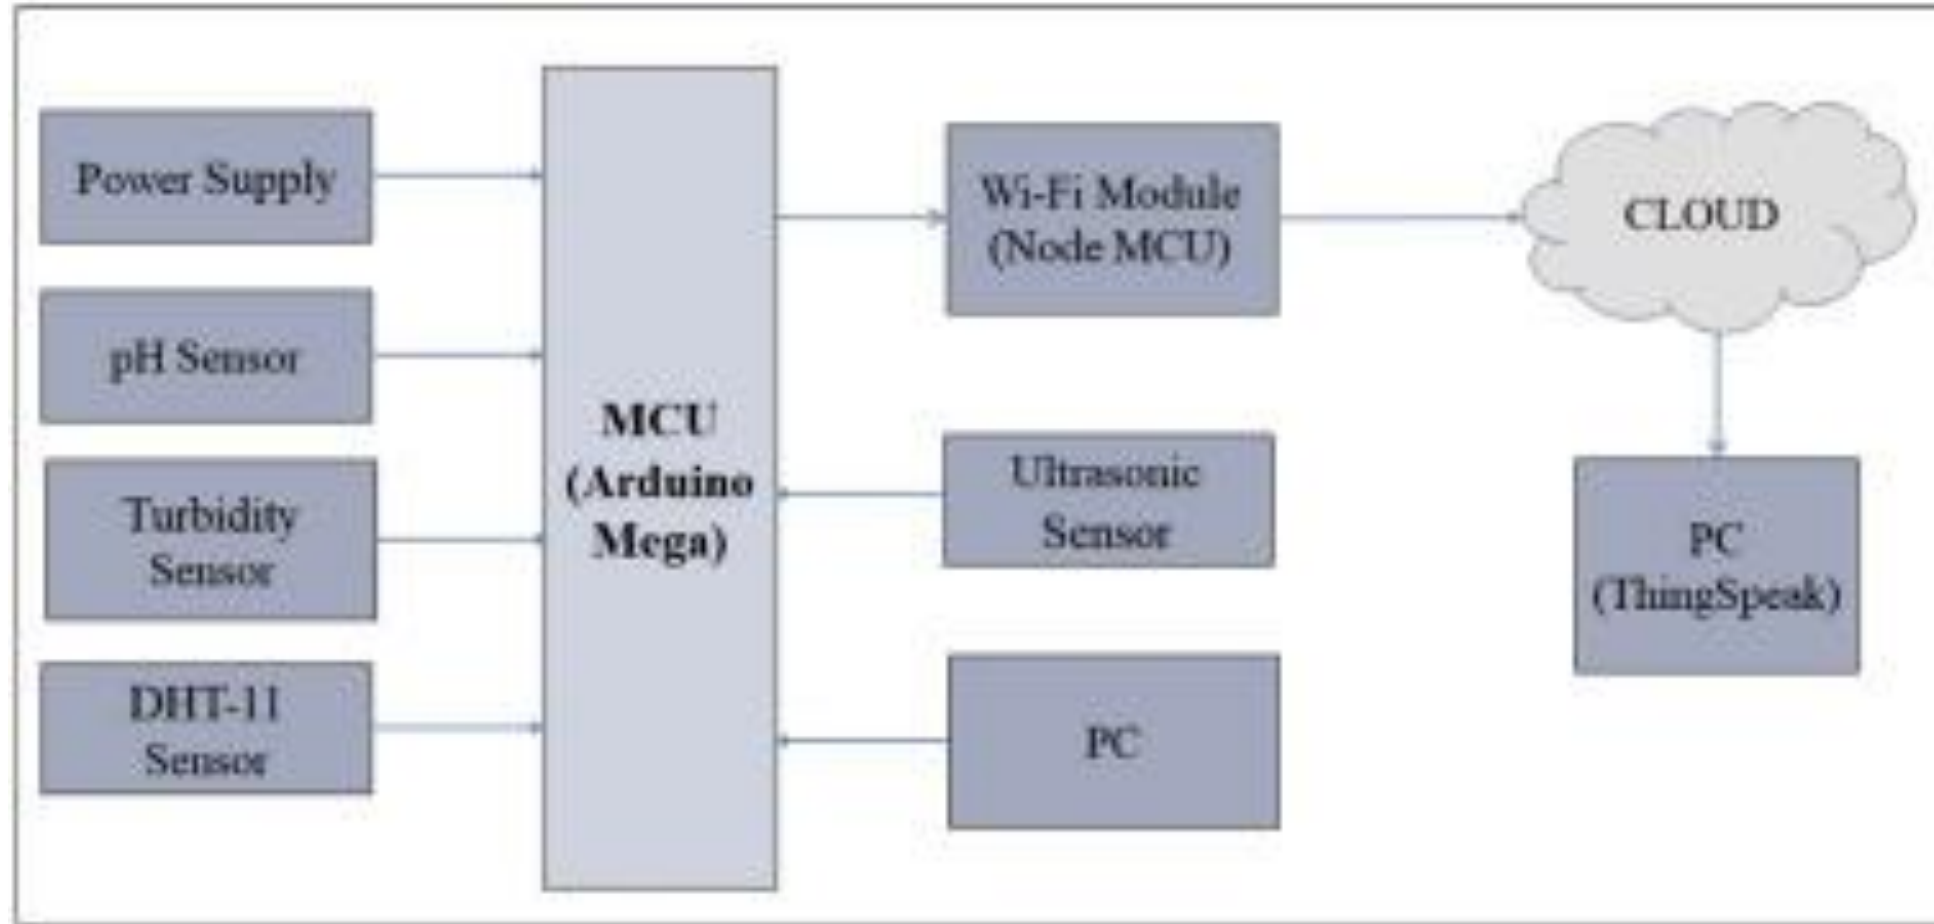 Power Supply
pH Sensor
Turbidity
Sensor
DHT-11
Sensor
MCU
(Arduino
Mega)
Wi-Fi Module
(Node MCU)
Ultrasonic
Sensor
PC
CLOUD
PC
(ThingSpeak)